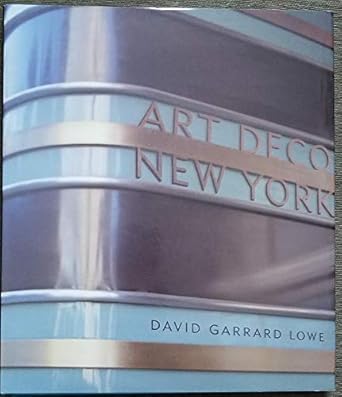 ART DECO
NEW YORK
DAVID GARRARD LOWE